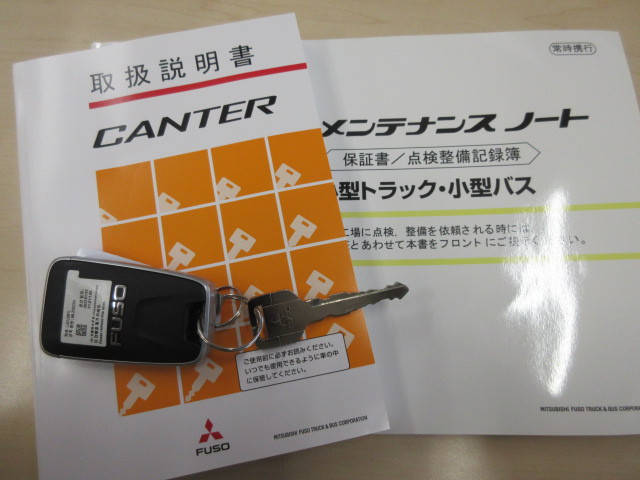 取扱説明書
CANTER
FUSO
ご使用前に必ずお読みください。
いつでも使用できるように車の中
に保管してください。
FUSO
MITSUBISHI FUSO TRUCK & BUS CORPORATION
常時携行
メンテナンス ノート
保証書／点検整備記録簿
型トラック・小型バス
工場に点検、整備を依頼される時には
とあわせて本書をフロントにご提示ください。
MITSUBISHI FUSO TRUCK & BUS CORPORATION